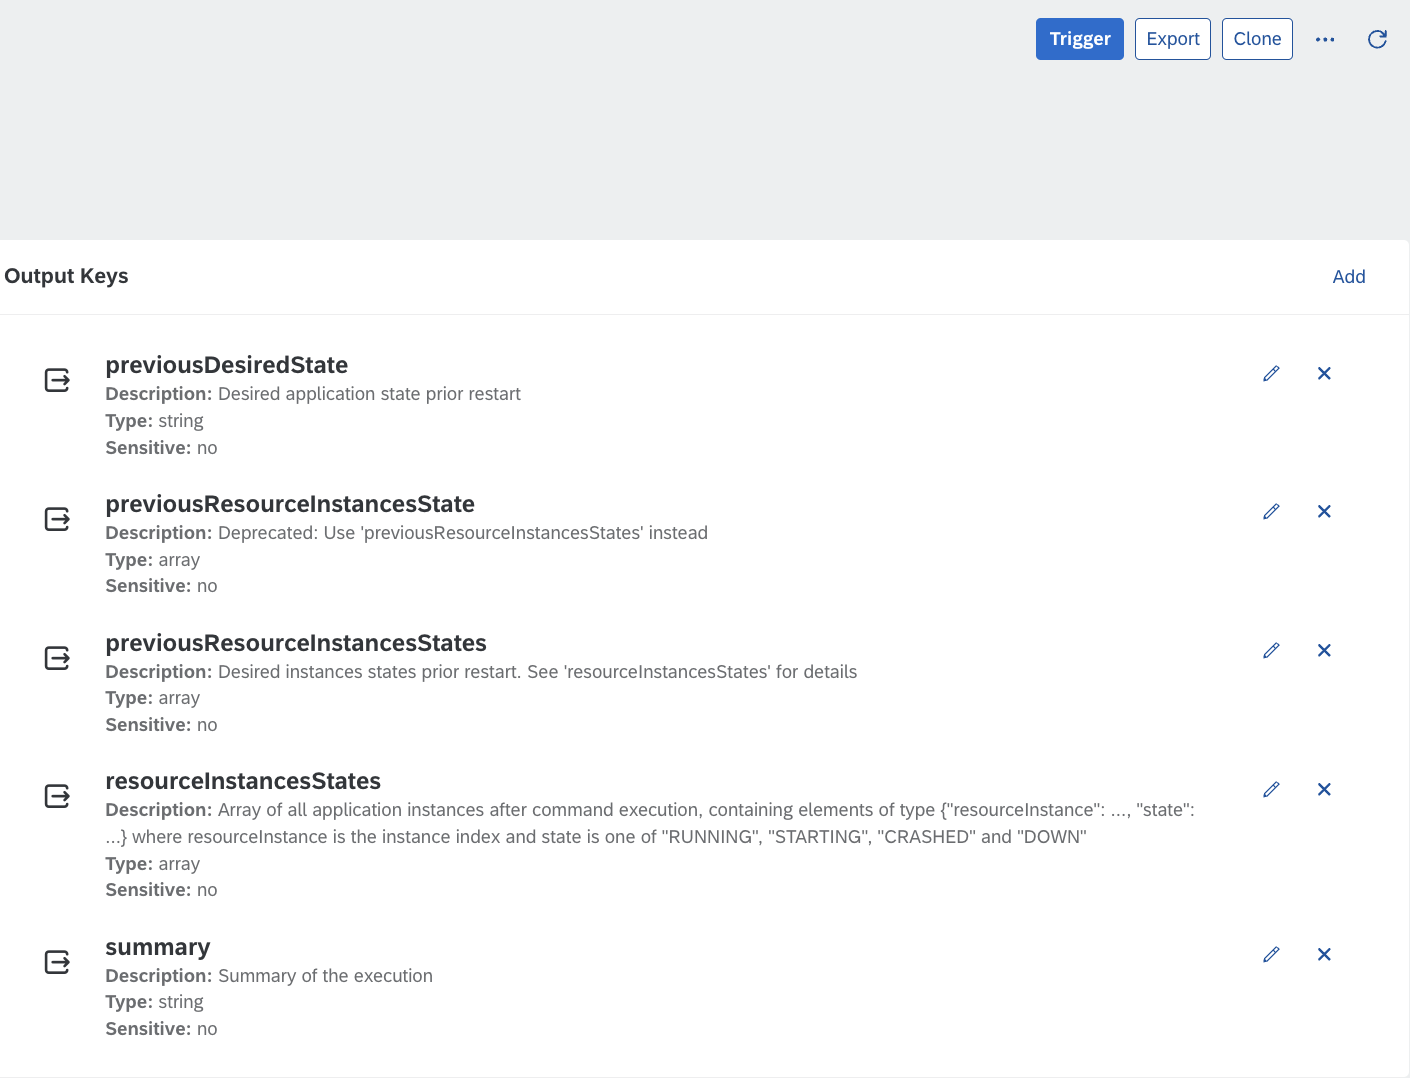 Trigger Export Clone
Output Keys
Add
previousDesiredState
Description: Desired application state prior restart
Type: string
Sensitive: no
previousResourceInstancesState
Description: Deprecated: Use 'previousResourceInstancesStates' instead
Type: array
Sensitive: no
previousResourceInstancesStates
Description: Desired instances states prior restart. See 'resourceInstancesStates' for details
Type: array
Sensitive: no
resourceInstancesStates
Description: Array of all application instances after command execution, containing elements of type {"resourceInstance": ..., "state":
...} where resourceInstance is the instance index and state is one of "RUNNING", "STARTING", "CRASHED" and "DOWN"
Type: array
Sensitive: no
summary
Description: Summary of the execution
Type: string
Sensitive: no